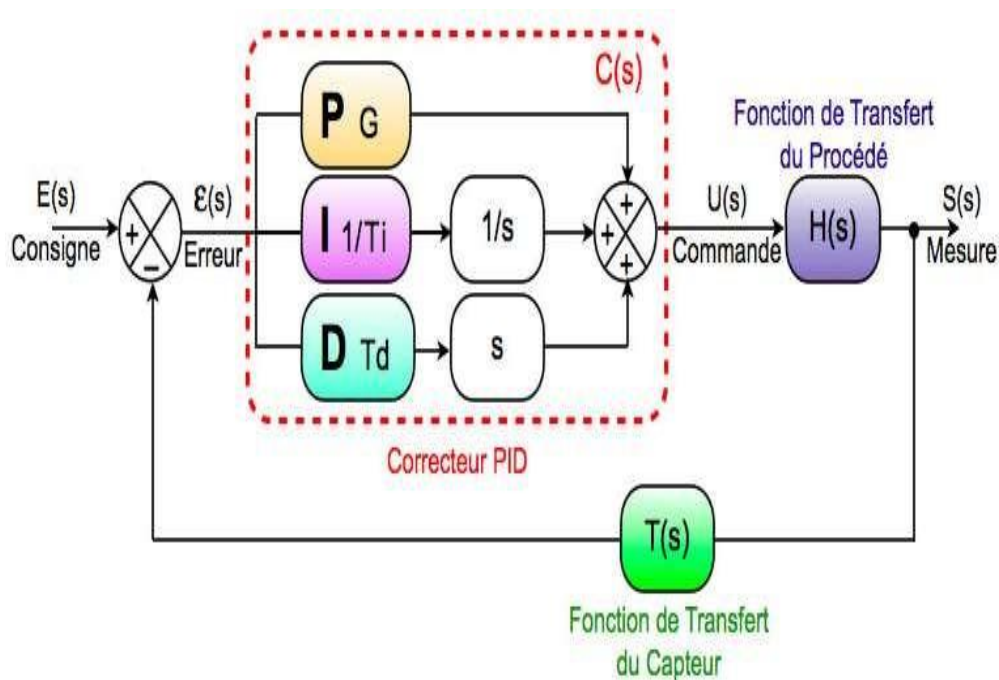 C(s)
P G
Fonction de Transfert
du Procédé
E(s)
Consigne
+
−
ε(s)
Erreur
I 1/Ti
1/s
+
+
+
U(s)
Commande
H(s)
S(s)
Mesure
D Td
s
Correcteur PID
T(s)
Fonction de Transfert
du Capteur